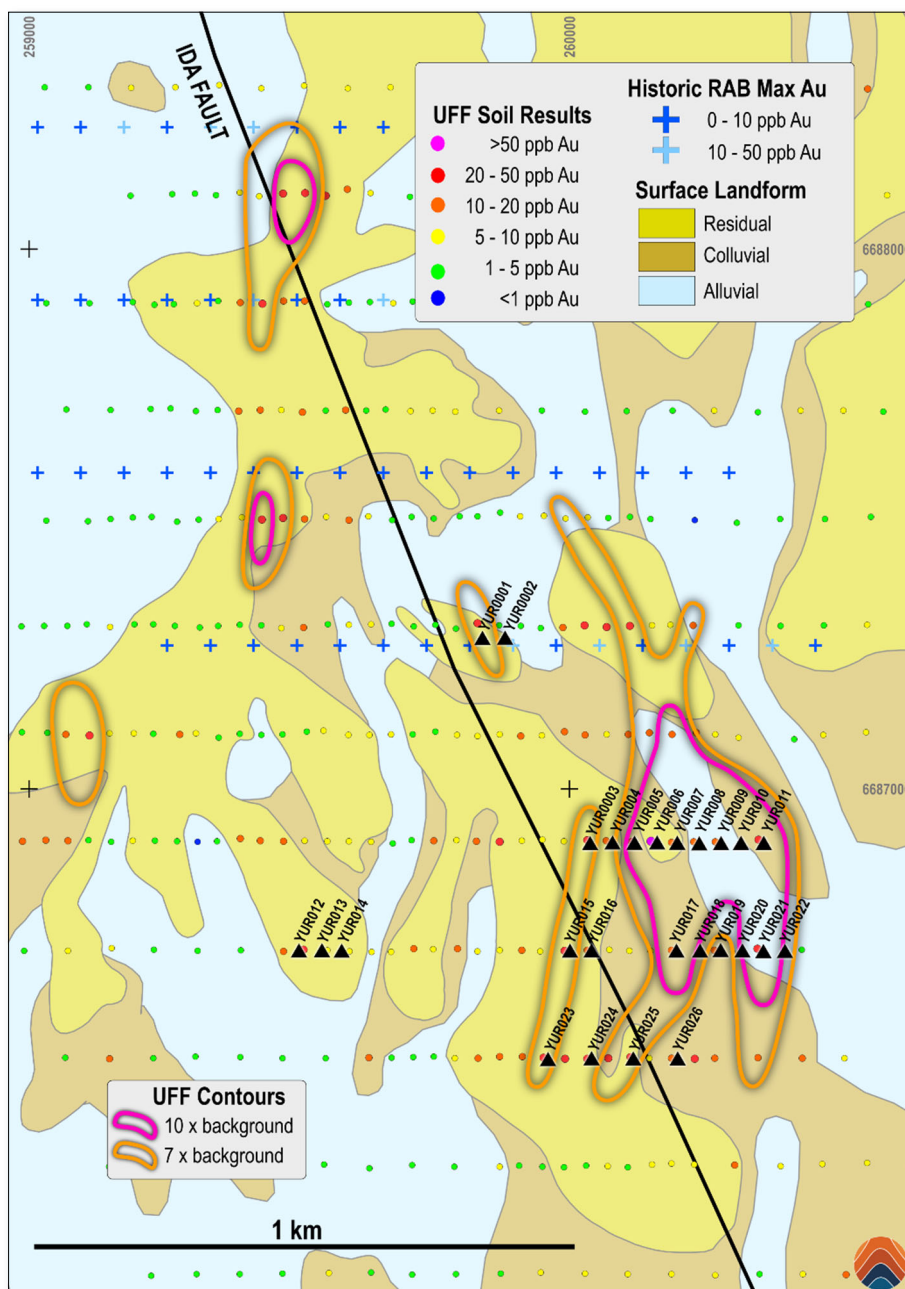 259000
260000
IDA FAULT
UFF Soil Results
>50 ppb Au
20 - 50 ppb Au
10 - 20 ppb Au
5 - 10 ppb Au
1 - 5 ppb Au
<1 ppb Au
Historic RAB Max Au
0 - 10 ppb Au
10 - 50 ppb Au
Surface Landform
Residual
Colluvial
Alluvial
6688000
YUR0001
YUR0002
6687000
YUR0003
YUR004
YUR005
YUR006
YUR007
YUR008
YUR009
YUR010
YUR011
YUR012
YUR013
YUR014
YUR015
YUR016
YUR017
YUR018
YUR019
YUR020
YUR021
YUR022
YUR023
YUR024
YUR025
YUR026
UFF Contours
10 x background
7 x background
1 km